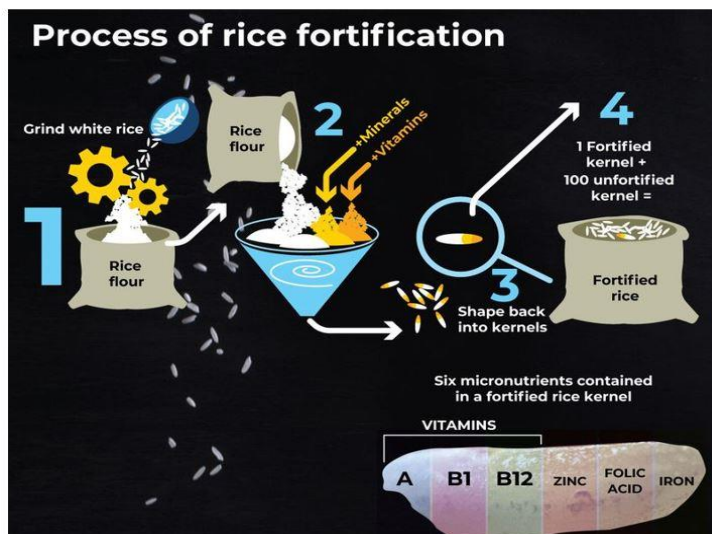 Process of rice fortification
1
Grind white rice
Rice
flour
2
Rice
flour
+Minerals
+Vitamins
3
Shape back
into kernels
4
1 Fortified
kernel +
100 unfortified
kernel =
Fortified
rice
Six micronutrients contained
in a fortified rice kernel
VITAMINS
A
B1
B12
ZINC
FOLIC
ACID
IRON